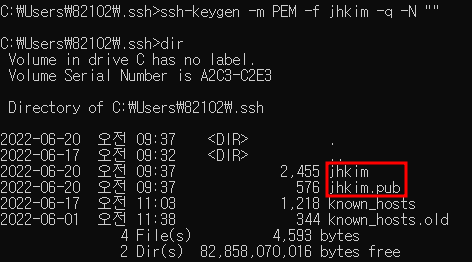 C:₩Users₩82102₩.ssh>ssh-keygen -m PEM -f jhkim -q -N ""
C:₩Users₩82102₩.ssh>dir
Volume in drive C has no label.
Volume Serial Number is A2C3-C2E3
Directory of C:₩Users₩82102₩.ssh
2022-06-20 오전 09:37 <DIR> .
2022-06-17 오전 09:32 <DIR> ..
2022-06-20 오전 09:37 2,455 jhkim
2022-06-20 오전 09:37 576 jhkim.pub
2022-06-17 오전 11:03 1,218 known_hosts
2022-06-01 오전 11:38 344 known_hosts.old
4 File(s) 4,593 bytes
2 Dir(s) 82,858,070,016 bytes free